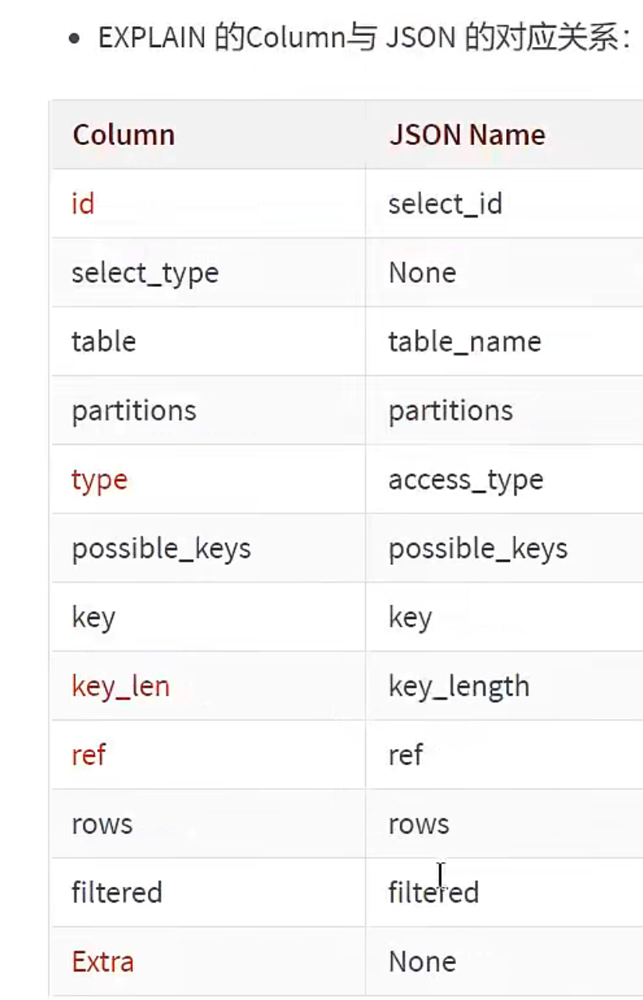 • EXPLAIN 的Column与 JSON 的对应关系：
Column JSON Name
id select_id
select_type None
table table_name
partitions partitions
type access_type
possible_keys possible_keys
key key
key_len key_length
ref ref
rows rows
filtered filtered
Extra None